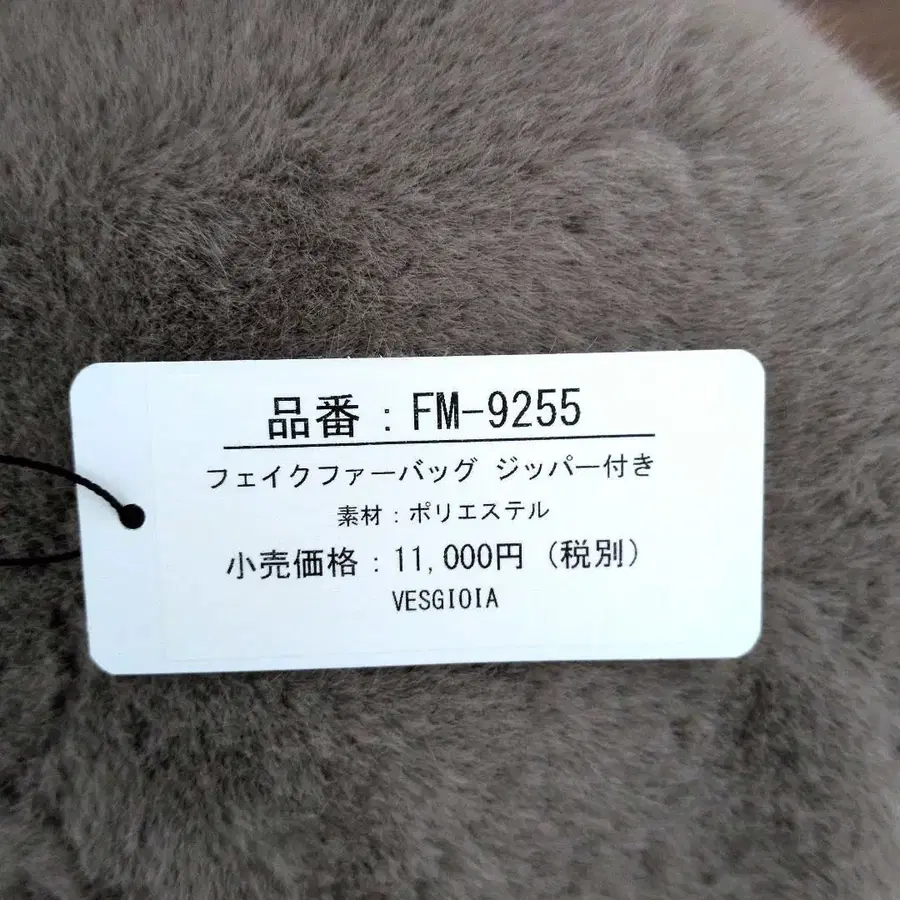 品番：FM-9255
フェイクファーバッグ ジッパー付き
素材：ポリエステル
小売価格：11,000円（税別）
VESGIOIA